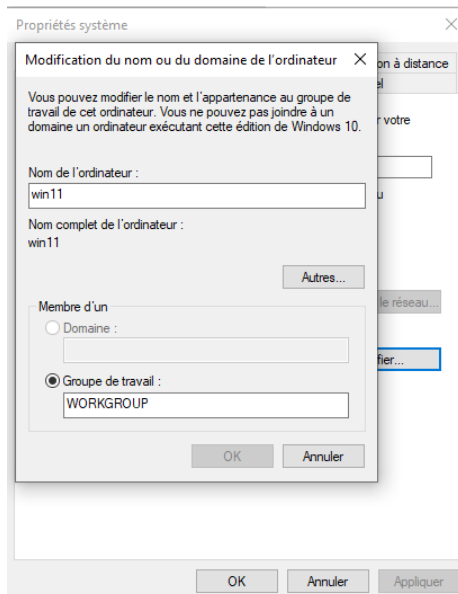 Propriétés système
Modification du nom ou du domaine de l'ordinateur
on à distance
el
Vous pouvez modifier le nom et l'appartenance au groupe de
travail de cet ordinateur. Vous ne pouvez pas joindre à un
domaine un ordinateur exécutant cette édition de Windows 10.
r votre
Nom de l'ordinateur :
win11
u
Nom complet de l'ordinateur :
win11
Autres...
le réseau...
Membre d'un
Domaine :
fier...
Groupe de travail :
WORKGROUP
OK Annuler
OK Annuler Appliquer